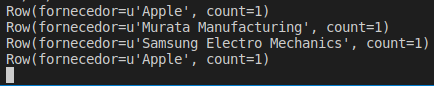 Row(fornecedor=u'Apple', count=1)
Row(fornecedor=u'Murata Manufacturing', count=1)
Row(fornecedor=u'Samsung Electro Mechanics', count=1)
Row(fornecedor=u'Apple', count=1)